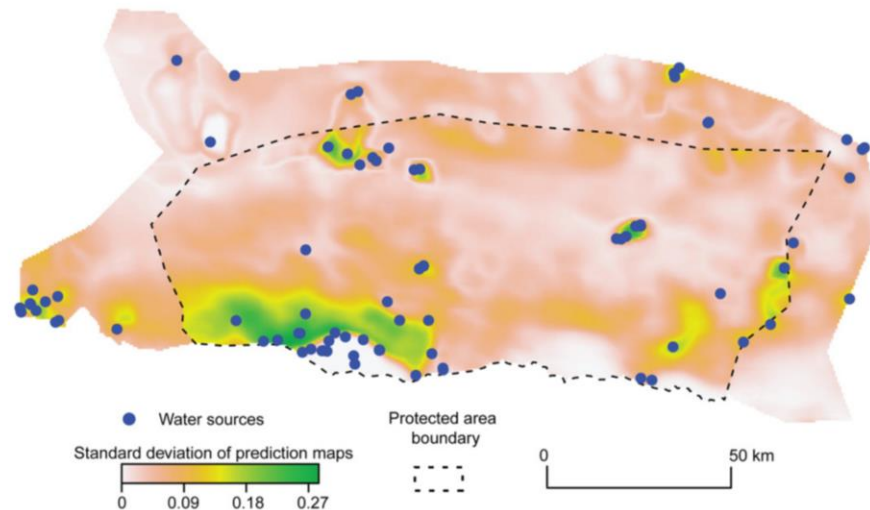 Water sources
Standard deviation of prediction maps
0 0.09 0.18 0.27
Protected area
boundary
0 50 km